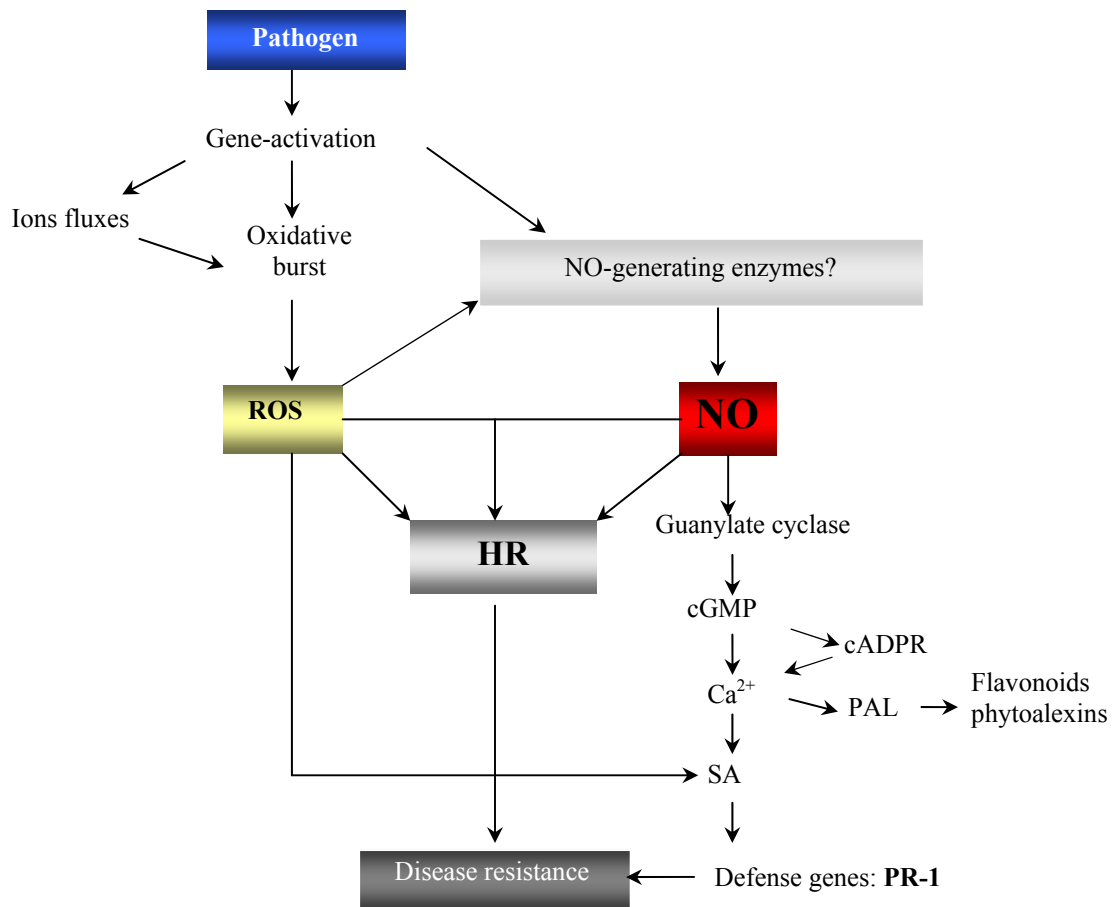 Pathogen
Gene-activation
Ions fluxes
Oxidative
burst
NO-generating enzymes?
ROS
NO
HR
Guanylate cyclase
cGMP
cADPR
Ca²⁺
PAL
Flavonoids
phytoalexins
SA
Disease resistance
Defense genes: PR-1